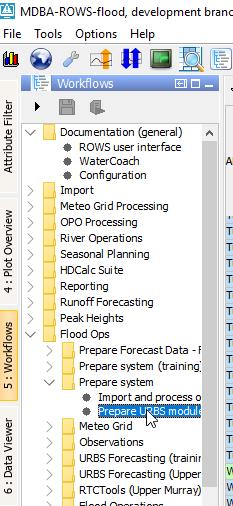 MDBA-ROWS-flood, development branc
File Tools Options Help
Workflows
Attribute Filter
4 : Plot Overview
5 : Workflows
6 : Data Viewer
Documentation (general)
ROWS user interface
WaterCoach
Configuration
Import
Meteo Grid Processing
OPO Processing
River Operations
Seasonal Planning
HDCalc Suite
Reporting
Runoff Forecasting
Peak Heights
Flood Ops
Prepare Forecast Data - F
Prepare system (training)
Prepare system
Import and process o
Prepare URBS module
Meteo Grid
Observations
URBS Forecasting (trainin
URBS Forecasting (Upper
RTCTools (Upper Murray)
Flood Operations